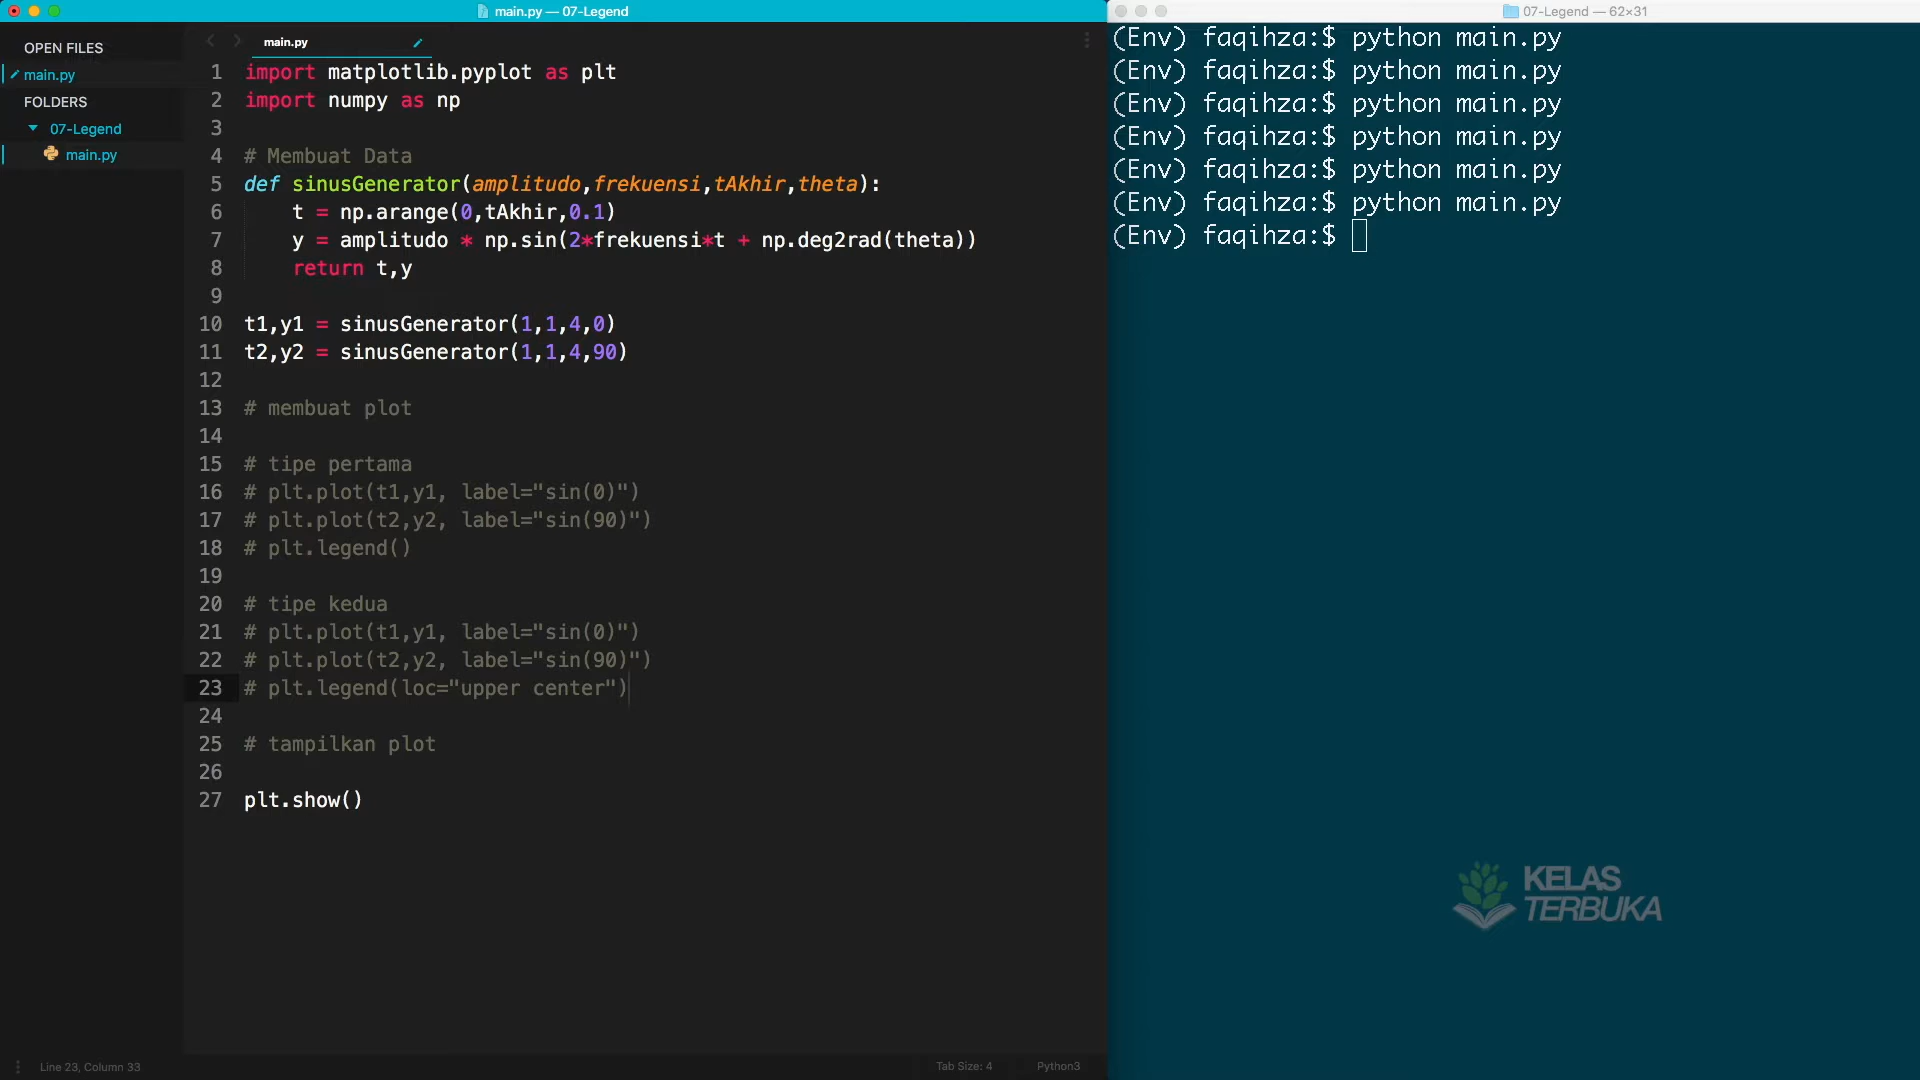 main.py — 07-Legend
OPEN FILES
main.py
FOLDERS
07-Legend
main.py
main.py
1 import matplotlib.pyplot as plt
2 import numpy as np
3
4 # Membuat Data
5 def sinusGenerator(amplitudo,frekuensi,tAkhir,theta):
6     t = np.arange(0,tAkhir,0.1)
7     y = amplitudo * np.sin(2*frekuensi*t + np.deg2rad(theta))
8     return t,y
9
10 t1,y1 = sinusGenerator(1,1,4,0)
11 t2,y2 = sinusGenerator(1,1,4,90)
12
13 # membuat plot
14
15 # tipe pertama
16 # plt.plot(t1,y1, label="sin(0)")
17 # plt.plot(t2,y2, label="sin(90)")
18 # plt.legend()
19
20 # tipe kedua
21 # plt.plot(t1,y1, label="sin(0)")
22 # plt.plot(t2,y2, label="sin(90)")
23 # plt.legend(loc="upper center")
24
25 # tampilkan plot
26
27 plt.show()
Line 23, Column 33
Tab Size: 4
Python3
07-Legend — 62×31
(Env) faqihza:$ python main.py
(Env) faqihza:$ python main.py
(Env) faqihza:$ python main.py
(Env) faqihza:$ python main.py
(Env) faqihza:$ python main.py
(Env) faqihza:$ python main.py
(Env) faqihza:$
KELAS
TERBUKA